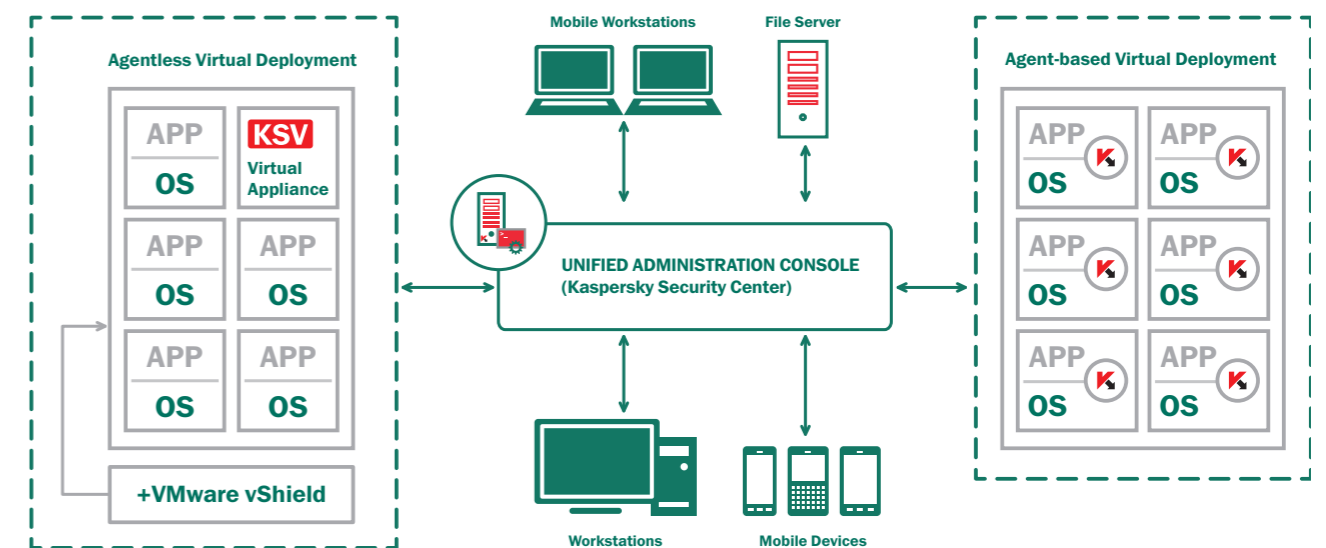 Mobile Workstations
File Server
Agentless Virtual Deployment
Agent-based Virtual Deployment
APP
OS
KSV
Virtual
Appliance
APP
OS
APP
OS
APP
OS
APP
OS
+VMware vShield
UNIFIED ADMINISTRATION CONSOLE
(Kaspersky Security Center)
APP
OS
APP
OS
APP
OS
APP
OS
APP
OS
APP
OS
Workstations
Mobile Devices